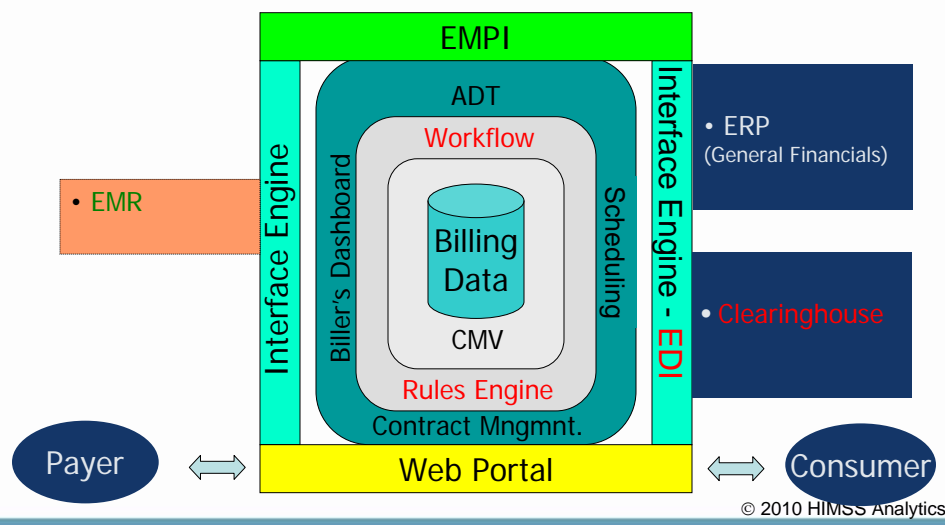 EMPI
ADT
Workflow
Billing
Data
CMV
Rules Engine
Contract Mngmnt.
Biller's Dashboard
Scheduling
Interface Engine
Interface Engine - EDI
• EMR
• ERP
(General Financials)
• Clearinghouse
Payer
Web Portal
Consumer
© 2010 HIMSS Analytics